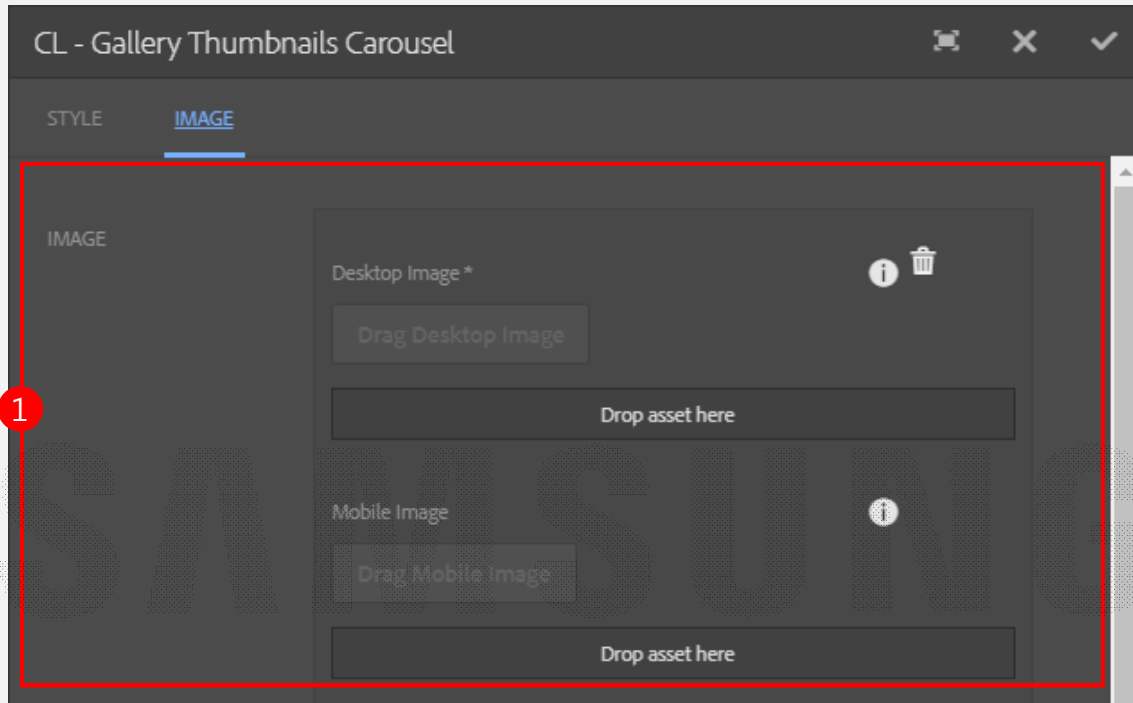 CL - Gallery Thumbnails Carousel
STYLE
IMAGE
IMAGE
Desktop Image *
Drag Desktop Image
Drop asset here
1
SAMSUNG
Mobile Image
Drag Mobile Image
Drop asset here